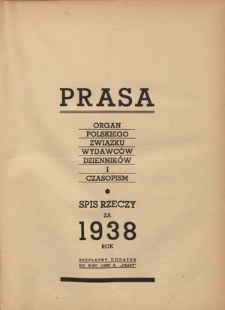 PRASA
ORGAN
POLSKIEGO
ZWIĄZKU
WYDAWCÓW
DZIENNIKÓW
I
CZASOPISM
SPIS RZECZY
ZA
1938
ROK
BEZPŁATNY DODATEK